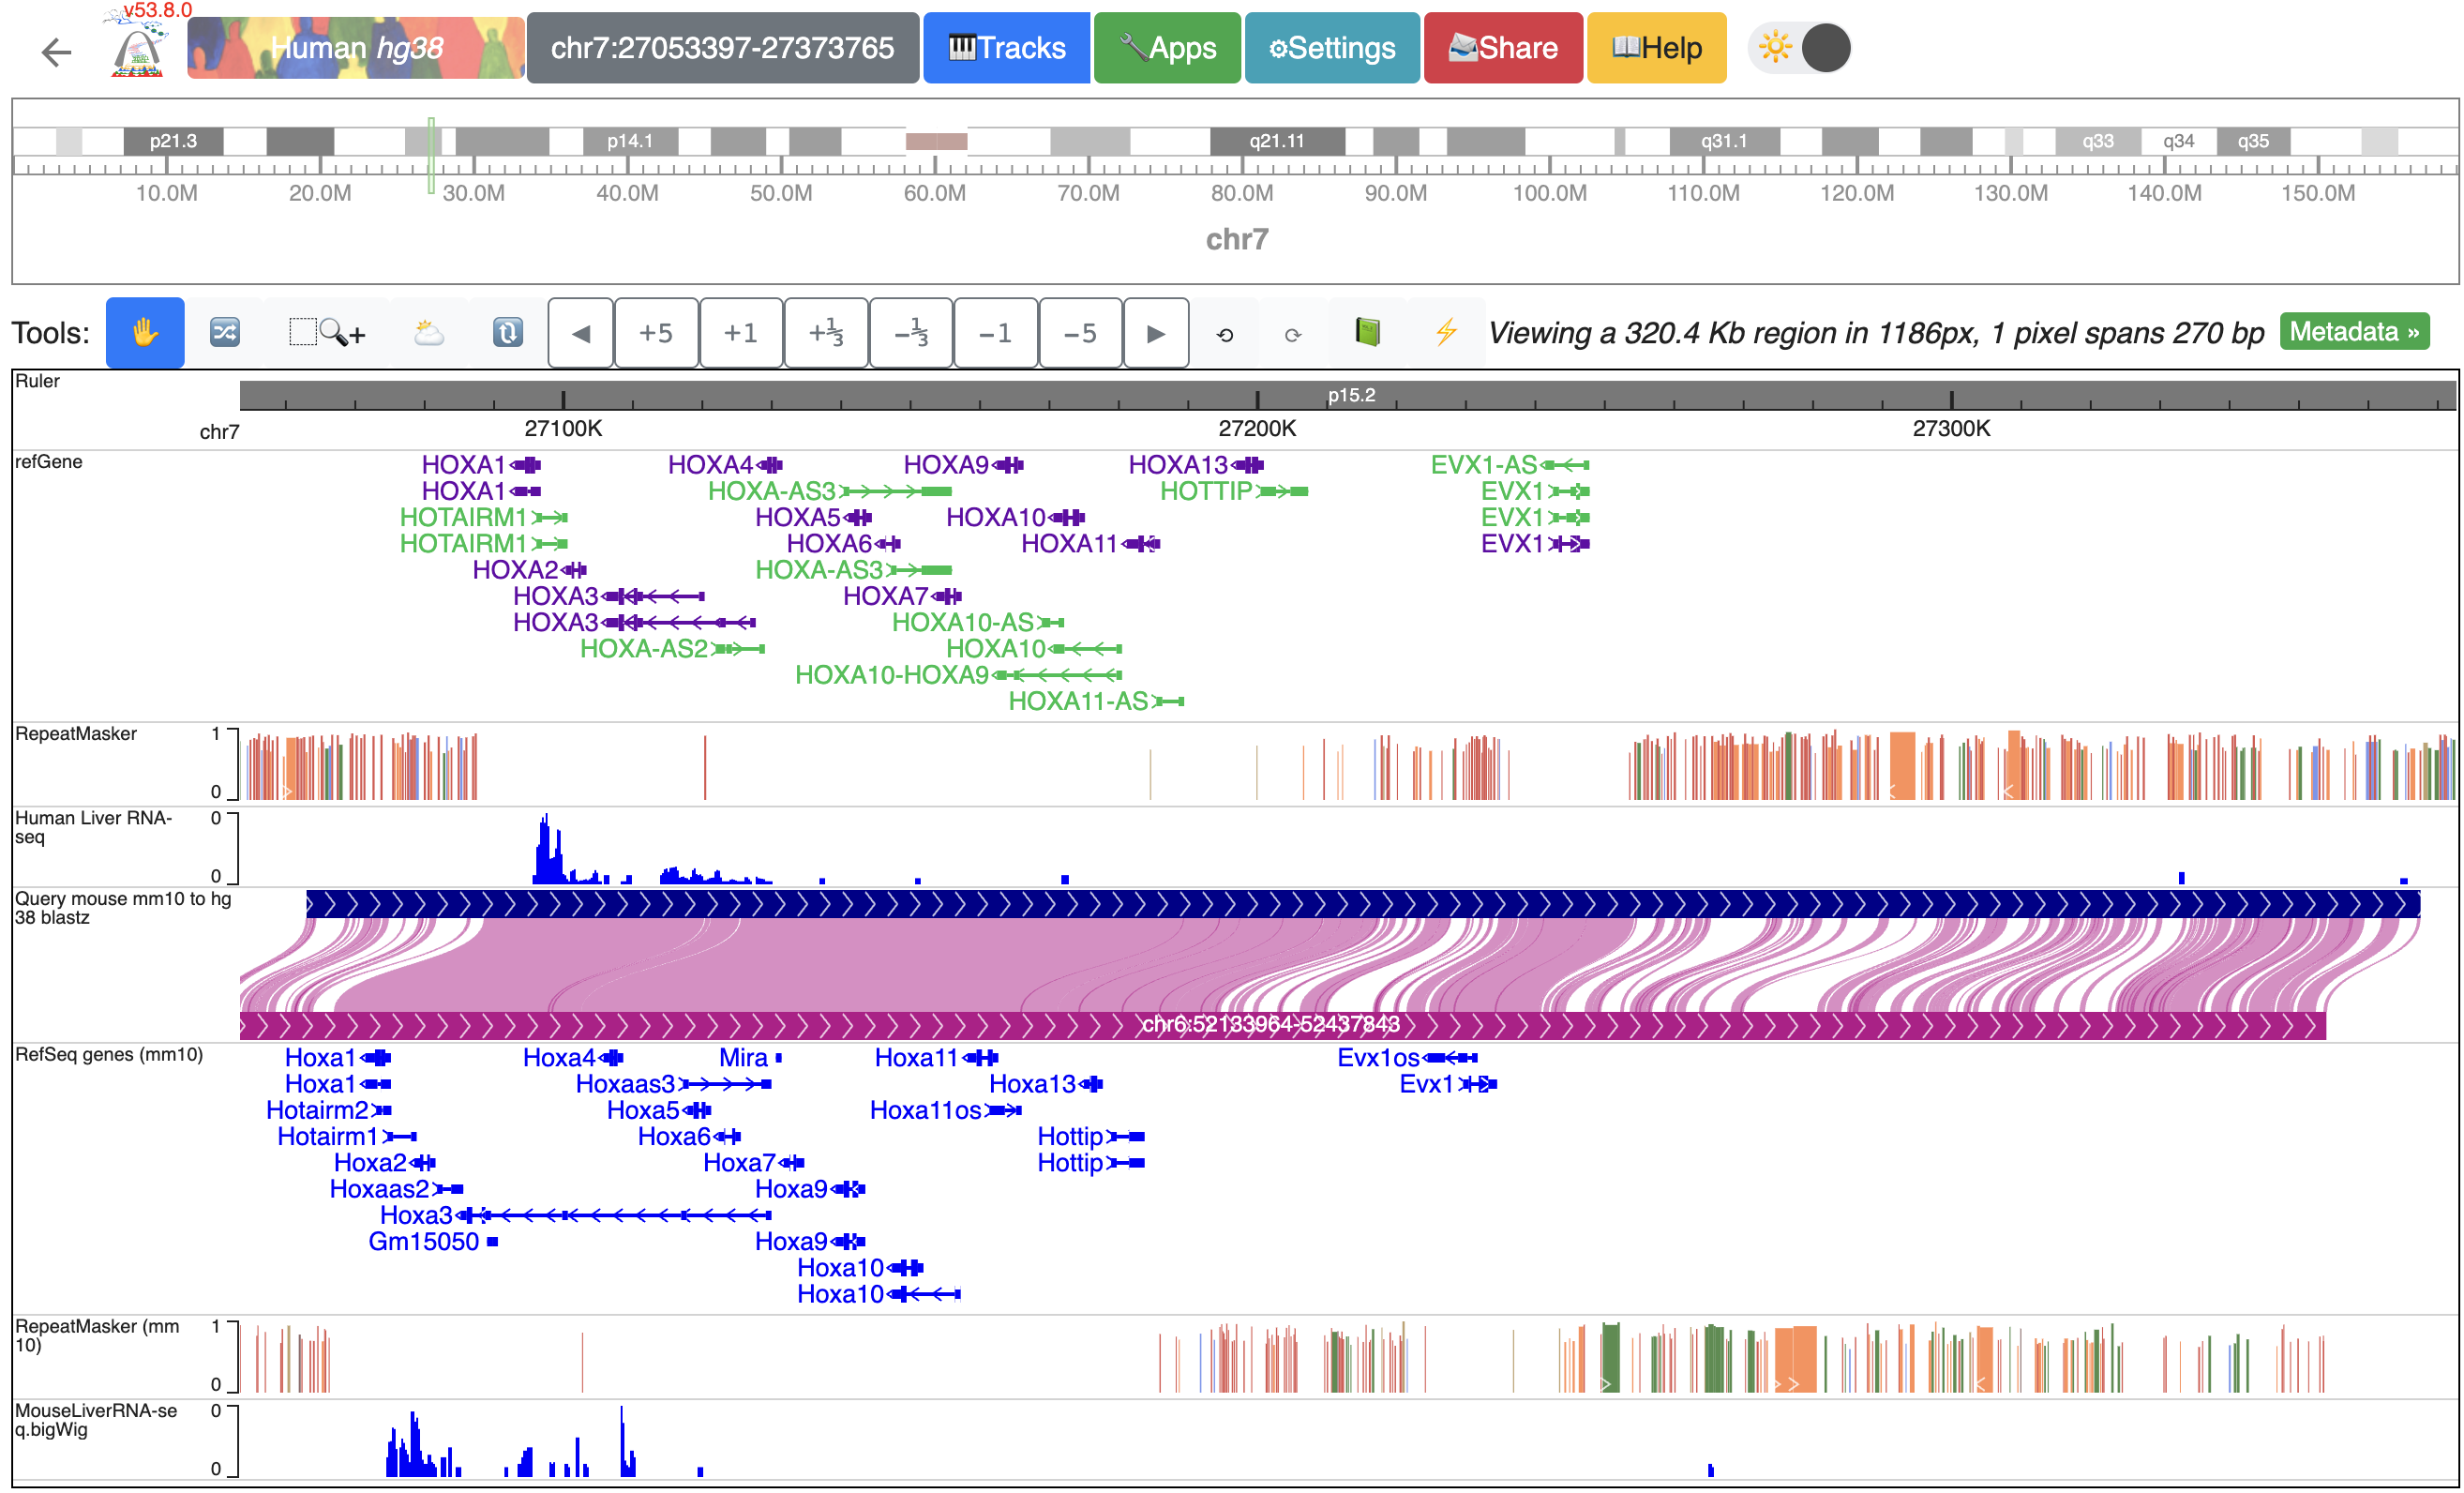 v53.8.0
Human hg38
chr7:27053397-27373765
Tracks
Apps
Settings
Share
Help
p21.3 p14.1 q21.11 q31.1 q33 q34 q35
10.0M 20.0M 30.0M 40.0M 50.0M 60.0M 70.0M 80.0M 90.0M 100.0M 110.0M 120.0M 130.0M 140.0M 150.0M
chr7
Tools: + ◀ +5 +1 +⅓ -⅓ -1 -5 ▶ Viewing a 320.4 Kb region in 1186px, 1 pixel spans 270 bp Metadata »
Ruler
p15.2
chr7 27100K 27200K 27300K
refGene
HOXA1 HOXA4 HOXA9 HOXA13 EVX1-AS
HOXA1 HOXA-AS3 HOTTIP EVX1
HOTAIRM1 HOXA5 HOXA10 EVX1
HOTAIRM1 HOXA6 HOXA11 EVX1
HOXA2 HOXA-AS3
HOXA3 HOXA7
HOXA3 HOXA10-AS
HOXA-AS2 HOXA10
HOXA10-HOXA9
HOXA11-AS
RepeatMasker 1
0
Human Liver RNA- 0
seq
0
Query mouse mm10 to hg
38 blastz
chr6:52133964-52437843
RefSeq genes (mm10)
Hoxa1 Hoxa4 Mira Hoxa11 Evx1os
Hoxa1 Hoxaas3 Hoxa13 Evx1
Hotairm2 Hoxa5 Hoxa11os
Hotairm1 Hoxa6 Hottip
Hoxa2 Hoxa7 Hottip
Hoxaas2 Hoxa9
Hoxa3
Gm15050 Hoxa9
Hoxa10
Hoxa10
RepeatMasker (mm 1
10)
0
MouseLiverRNA-se 0
q.bigWig
0